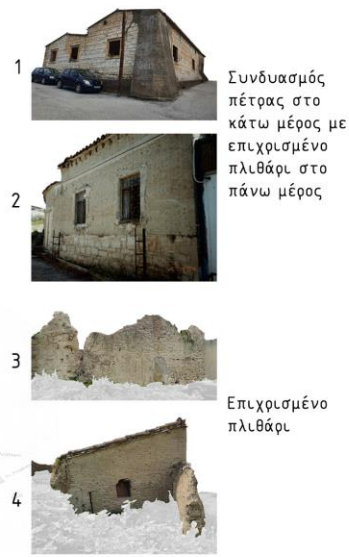 1
Συνδυασμός
πέτρας στο
κάτω μέρος με
επιχρισμένο
πλιθάρι στο
πάνω μέρος
2
3
Επιχρισμένο
πλιθάρι
4